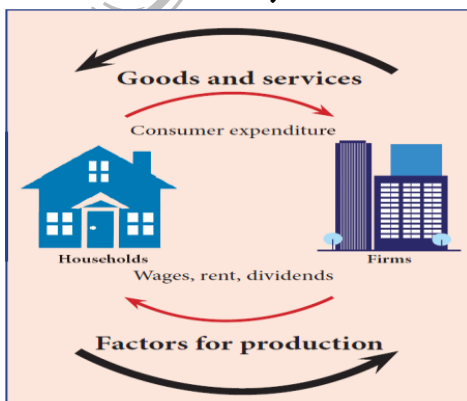 Goods and services
Consumer expenditure
Households
Firms
Wages, rent, dividends
Factors for production